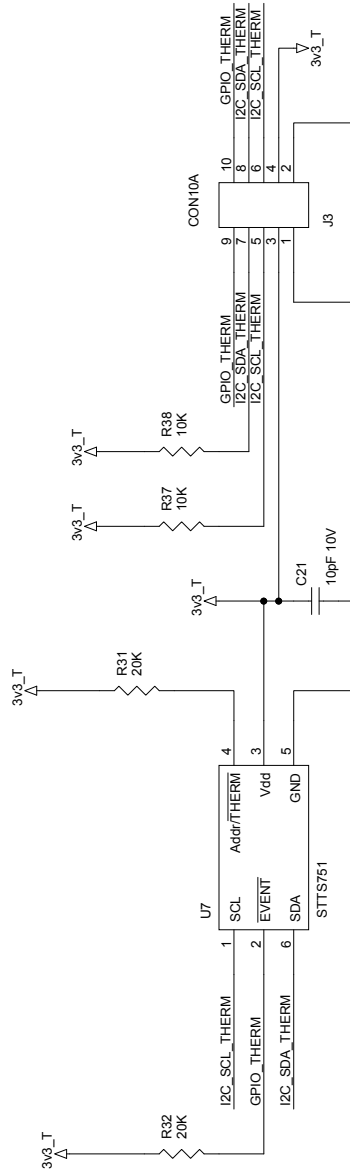 3v3_T
R32
20K
I2C_SCL_THERM
GPIO_THERM
I2C_SDA_THERM
1
2
6
U7
SCL
EVENT
SDA
Addr/THERM
Vdd
GND
STTS751
4
3
5
3v3_T
R31
20K
3v3_T
C21
10pF 10V
3v3_T
R37
10K
3v3_T
R38
10K
GPIO_THERM
I2C_SDA_THERM
I2C_SCL_THERM
9
7
5
3
1
CON10A
J3
10
8
6
4
2
GPIO_THERM
I2C_SDA_THERM
I2C_SCL_THERM
3v3_T